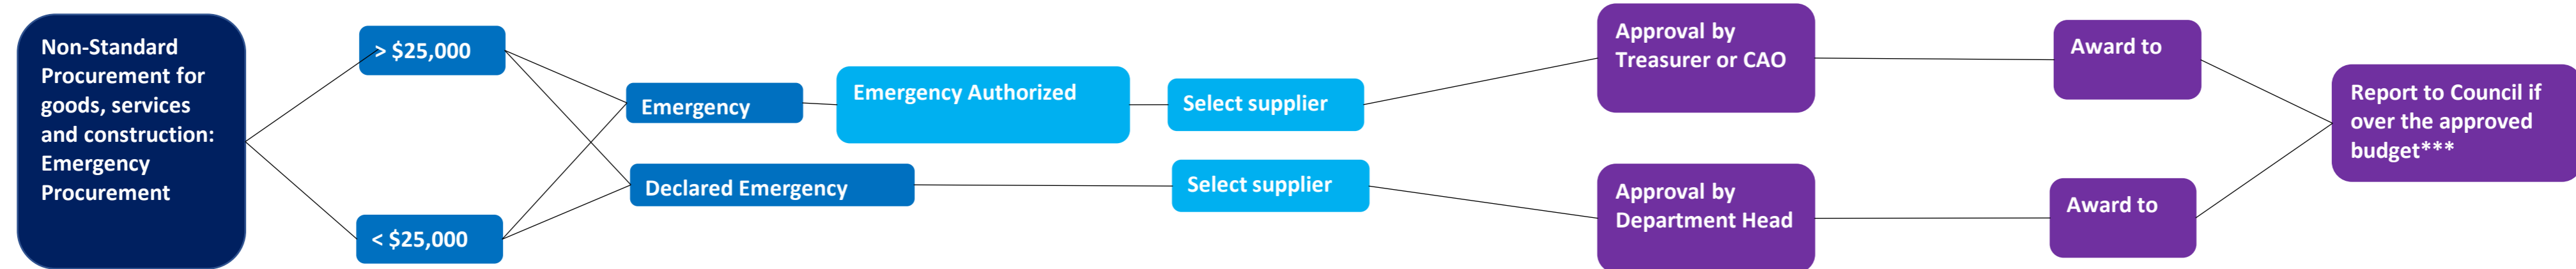 Non-Standard
Procurement for
goods, services
and construction:
Emergency
Procurement
> $25,000
< $25,000
Emergency
Declared Emergency
Emergency Authorized
Select supplier
Select supplier
Approval by
Treasurer or CAO
Approval by
Department Head
Award to
Award to
Report to Council if
over the approved
budget***